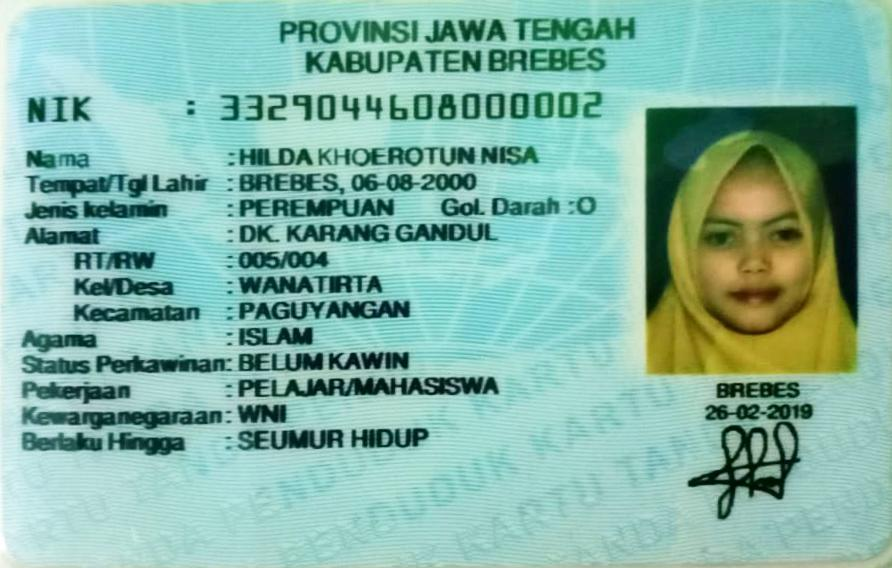 PROVINSI JAWA TENGAH
KABUPATEN BREBES
NIK : 3329044608000002
Nama : HILDA KHOEROTUN NISA
Tempat/Tgl Lahir : BREBES, 06-08-2000
Jenis kelamin : PEREMPUAN Gol. Darah :O
Alamat : DK. KARANG GANDUL
RT/RW : 005/004
Kel/Desa : WANATIRTA
Kecamatan : PAGUYANGAN
Agama : ISLAM
Status Perkawinan: BELUM KAWIN
Pekerjaan : PELAJAR/MAHASISWA
Kewarganegaraan: WNI
Berlaku Hingga : SEUMUR HIDUP
BREBES
26-02-2019